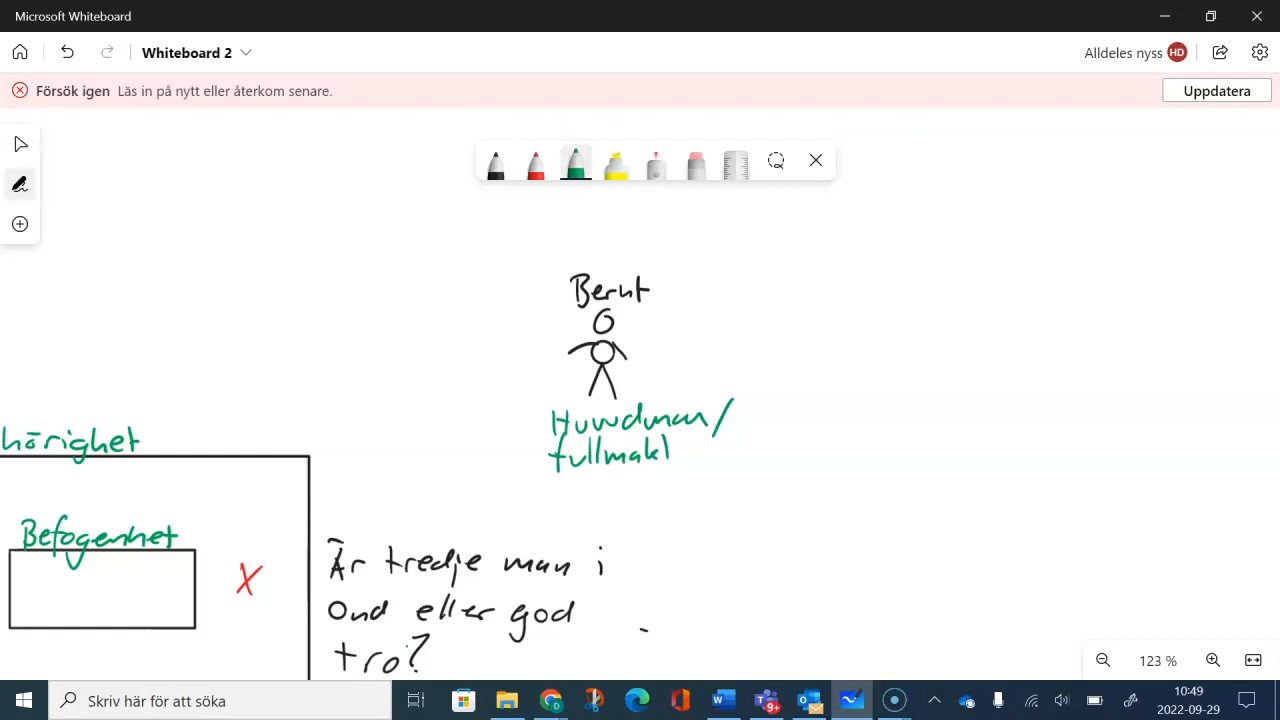 Microsoft Whiteboard
Whiteboard 2
Alldeles nyss HD
Försök igen Läs in på nytt eller återkom senare.
Uppdatera
Bernt
Huvudman/
fullmakt
hörighet
Befogenhet
X
Är tredje man i
Ond eller god
tro?
123 %
Skriv här för att söka
9+
10:49
2022-09-29